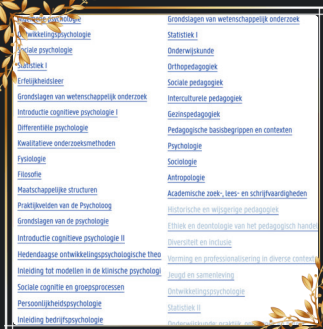 Algemene psychologie
Ontwikkelingspsychologie
Sociale psychologie
Statistiek I
Erfelijkheidsleer
Grondslagen van wetenschappelijk onderzoek
Introductie cognitieve psychologie I
Differentiële psychologie
Kwalitatieve onderzoeksmethoden
Fysiologie
Filosofie
Maatschappelijke structuren
Praktijkvelden van de Psycholoog
Grondslagen van de psychologie
Introductie cognitieve psychologie II
Hedendaagse ontwikkelingspsychologische theo
Inleiding tot modellen in de klinische psychologi
Sociale cognitie en groepsprocessen
Persoonlijkheidspsychologie
Inleiding bedrijfspsychologie
Grondslagen van wetenschappelijk onderzoek
Statistiek I
Onderwijskunde
Orthopedagogiek
Sociale pedagogiek
Interculturele pedagogiek
Gezinspedagogiek
Pedagogische basisbegrippen en contexten
Psychologie
Sociologie
Antropologie
Academische zoek-, lees- en schrijfvaardigheden
Historische en wijsgerige pedagogiek
Ethiek en deontologie van het pedagogisch handel
Diversiteit en inclusie
Vorming en professionalisering in diverse contexte
Jeugd en samenleving
Ontwikkelingspsychologie
Statistiek II
Onderwijskunde: praktijk